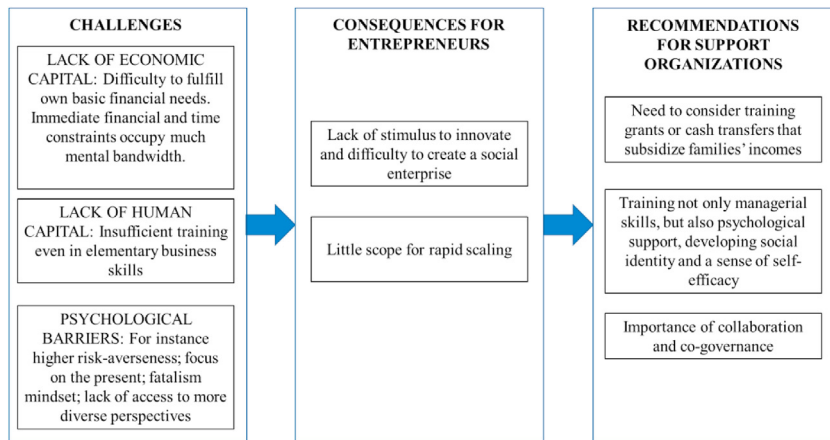 CHALLENGES
LACK OF ECONOMIC
CAPITAL: Difficulty to fulfill
own basic financial needs.
Immediate financial and time
constraints occupy much
mental bandwidth.
LACK OF HUMAN
CAPITAL: Insufficient training
even in elementary business
skills
PSYCHOLOGICAL
BARRIERS: For instance
higher risk-averseness; focus
on the present; fatalism
mindset; lack of access to more
diverse perspectives
CONSEQUENCES FOR
ENTREPRENEURS
Lack of stimulus to innovate
and difficulty to create a social
enterprise
Little scope for rapid scaling
RECOMMENDATIONS
FOR SUPPORT
ORGANIZATIONS
Need to consider training
grants or cash transfers that
subsidize families' incomes
Training not only managerial
skills, but also psychological
support, developing social
identity and a sense of self-
efficacy
Importance of collaboration
and co-governance